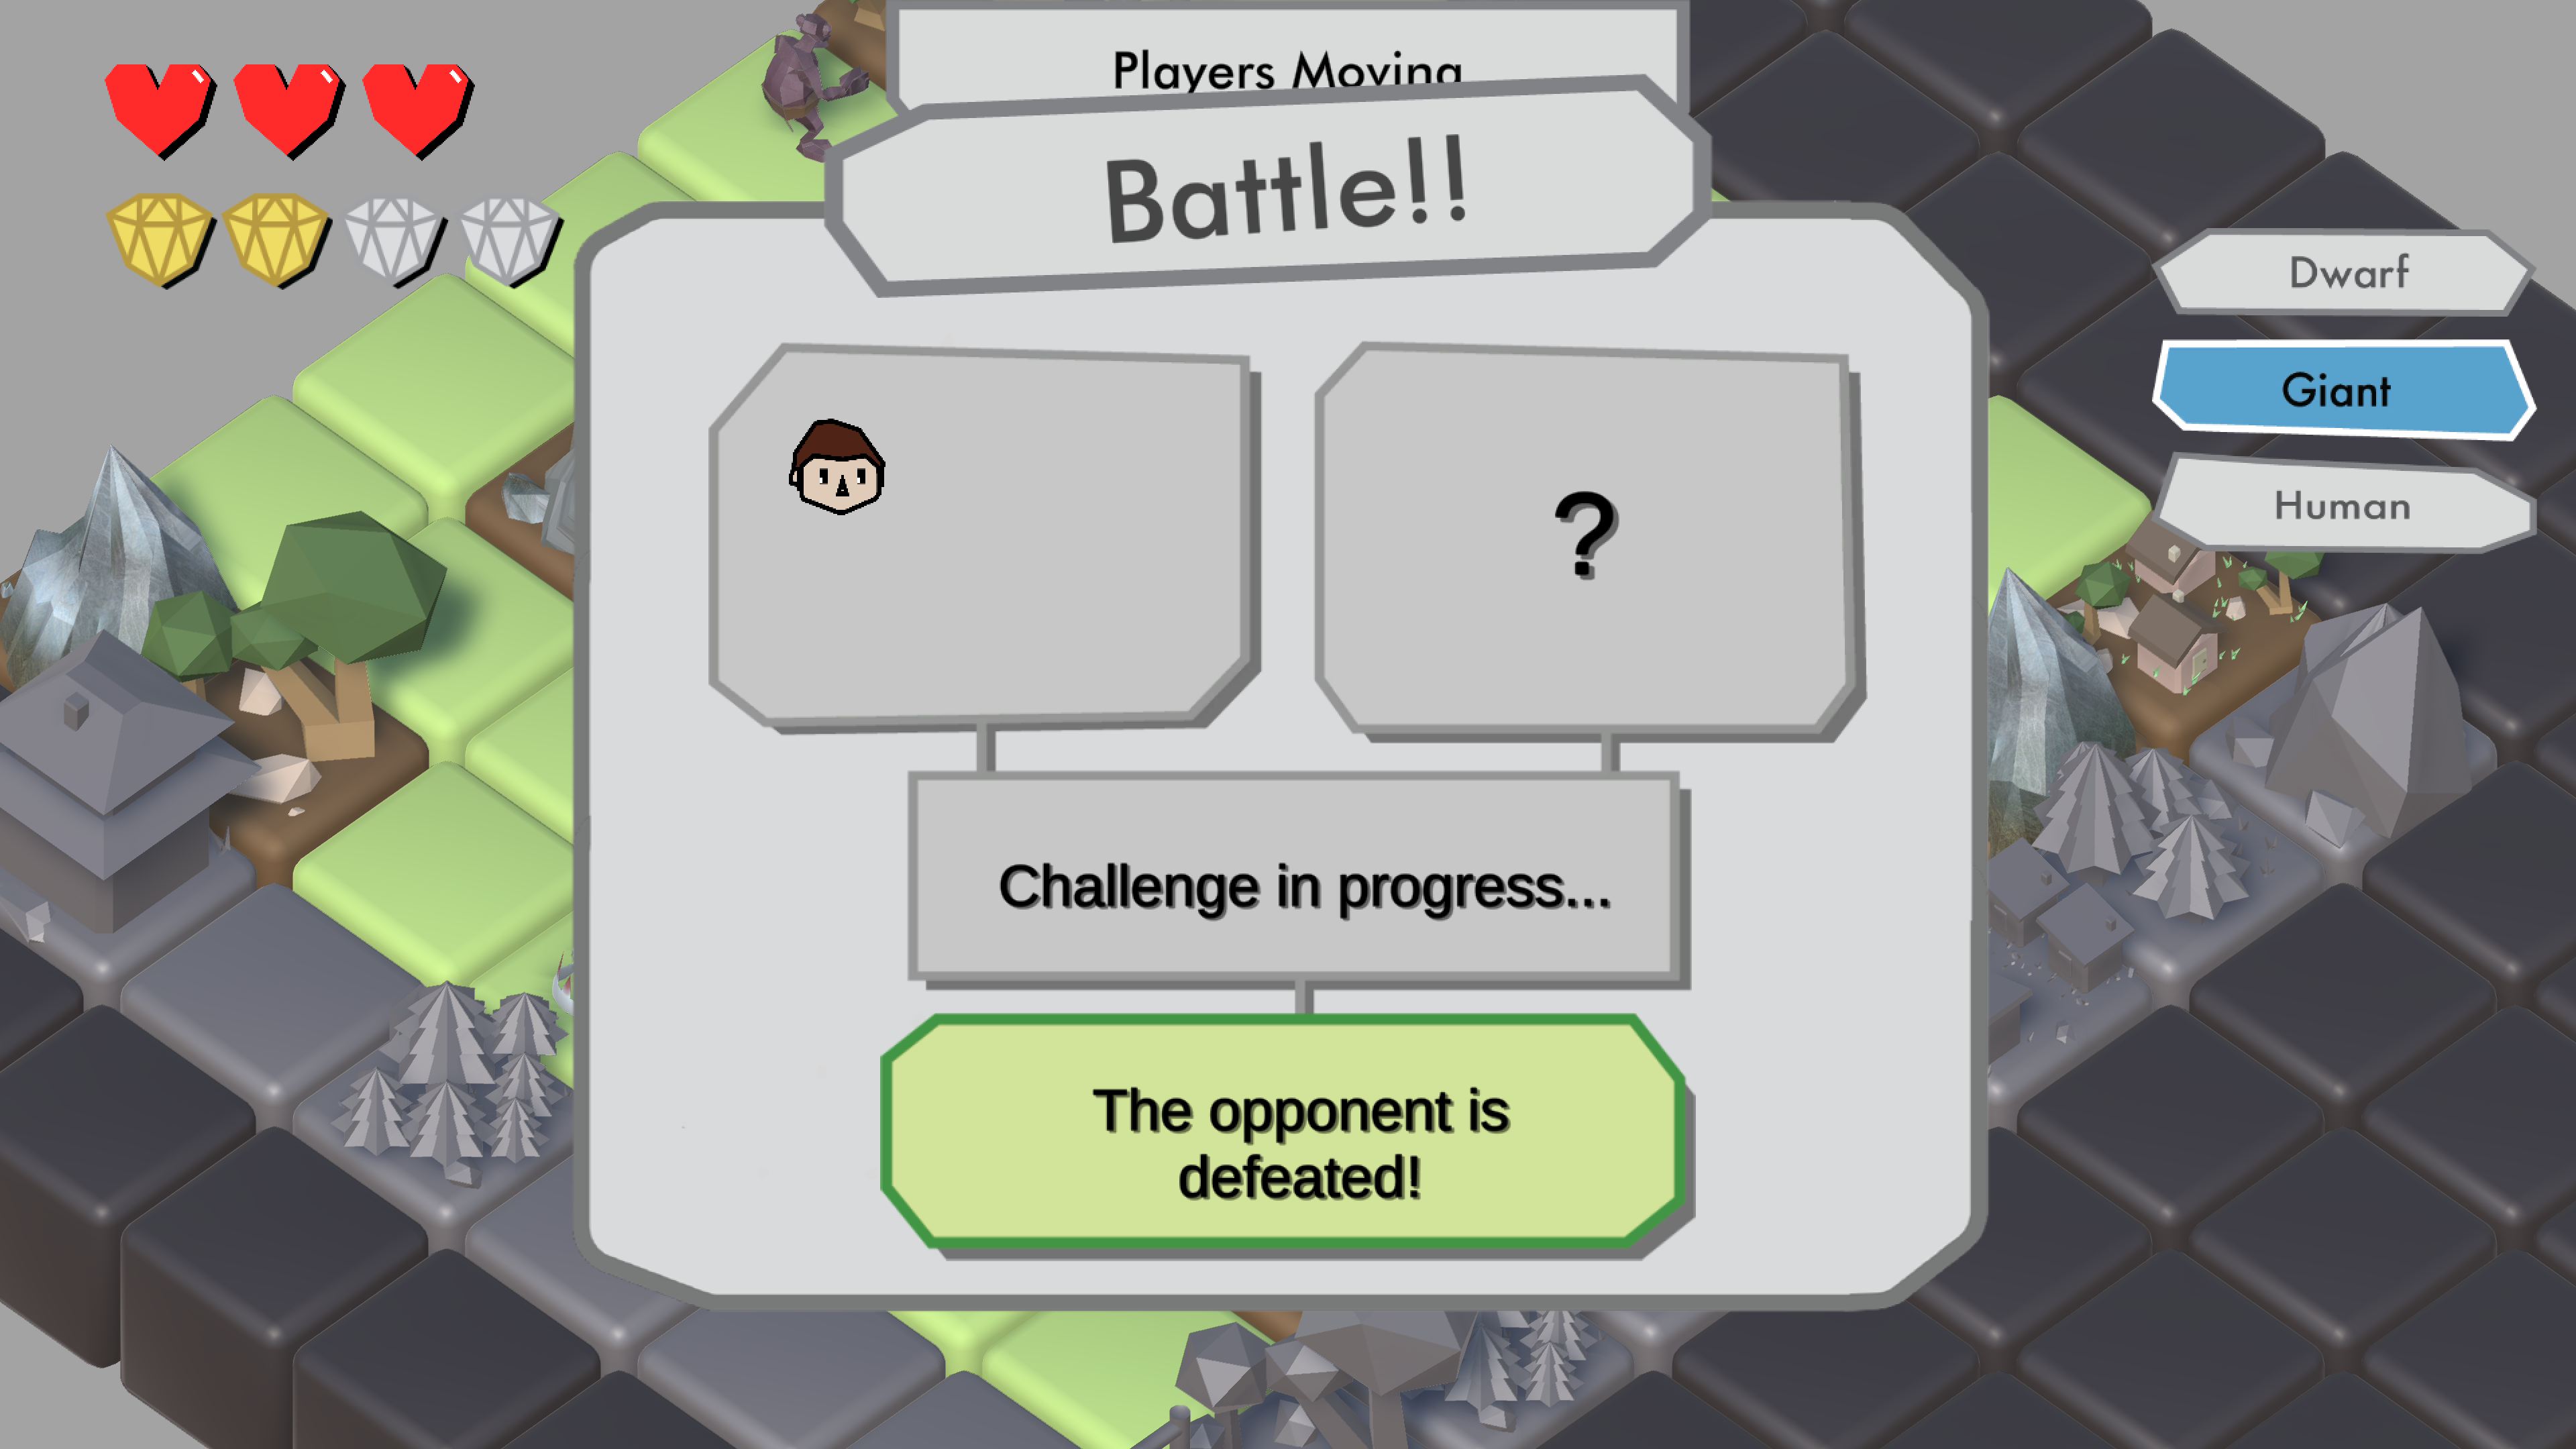 Players Moving
Battle!!
Dwarf
Giant
Human
?
Challenge in progress...
The opponent is
defeated!